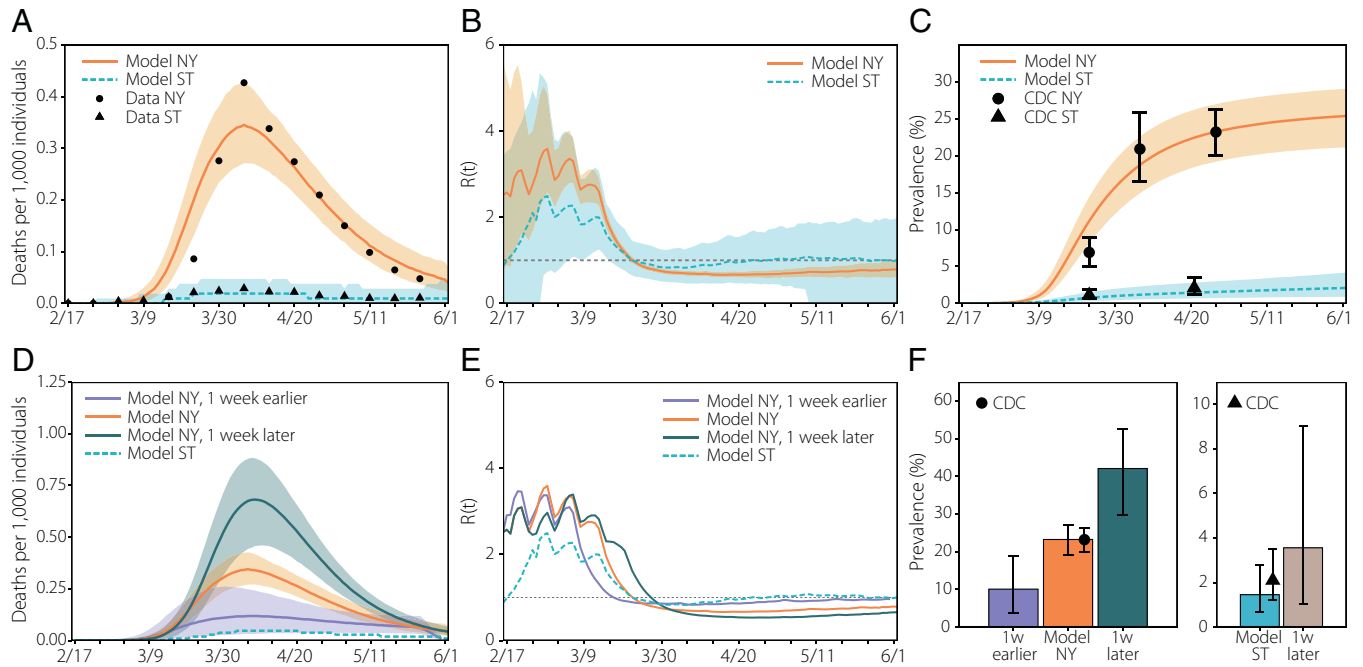 A
Deaths per 1,000 individuals
0.5
0.4
0.3
0.2
0.1
0.0
Model NY
Model ST
Data NY
Data ST
2/17
3/9
3/30
4/20
5/11
6/1
B
R(t)
6
4
2
0
Model NY
Model ST
2/17
3/9
3/30
4/20
5/11
6/1
C
Prevalence (%)
30
25
20
15
10
5
0
Model NY
Model ST
CDC NY
CDC ST
2/17
3/9
3/30
4/20
5/11
6/1
D
Deaths per 1,000 individuals
1.25
1.00
0.75
0.50
0.25
0.00
Model NY, 1 week earlier
Model NY
Model NY, 1 week later
Model ST
2/17
3/9
3/30
4/20
5/11
6/1
E
R(t)
6
4
2
0
Model NY, 1 week earlier
Model NY
Model NY, 1 week later
Model ST
2/17
3/9
3/30
4/20
5/11
6/1
F
Prevalence (%)
60
50
40
30
20
10
0
CDC
1w
earlier
Model
NY
1w
later
10
8
6
4
2
0
CDC
Model
ST
1w
later